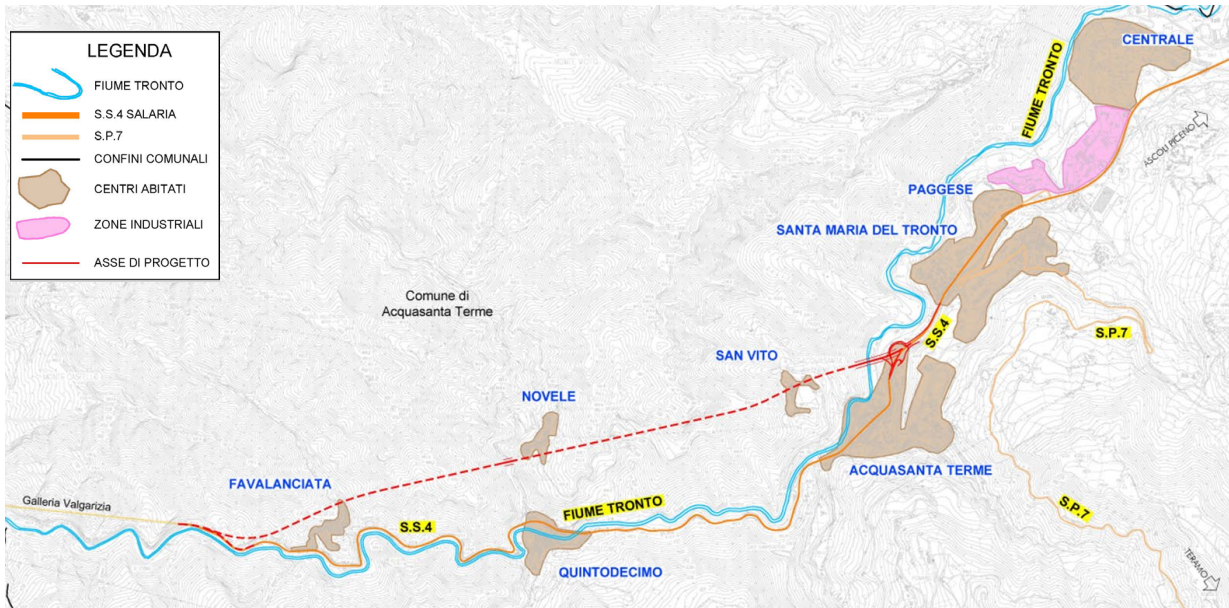 LEGENDA
FIUME TRONTO
S.S.4 SALARIA
S.P.7
CONFINI COMUNALI
CENTRI ABITATI
ZONE INDUSTRIALI
ASSE DI PROGETTO
CENTRALE
FIUME TRONTO
ASCOLI PICENO
PAGGESE
SANTA MARIA DEL TRONTO
Comune di
Acquasanta Terme
S.S.4
S.P.7
SAN VITO
NOVELE
ACQUASANTA TERME
FAVALANCIATA
Galleria Valgarizia
FIUME TRONTO
S.S.4
S.P.7
QUINTODECIMO
TERAMO